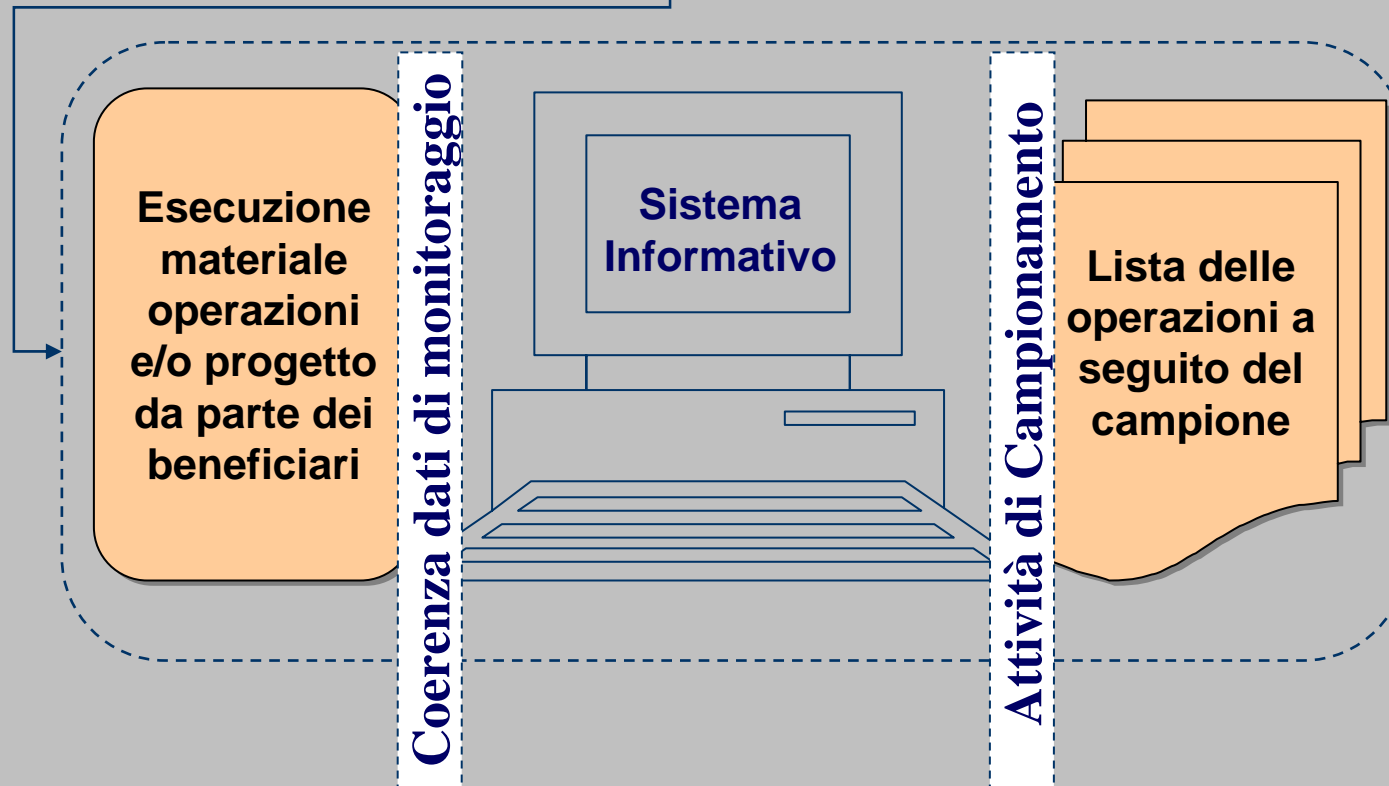 Esecuzione
materiale
operazioni
e/o progetto
da parte dei
beneficiari
Coerenza dati di monitoraggio
Sistema
Informativo
Attività di Campionamento
Lista delle
operazioni a
seguito del
campione